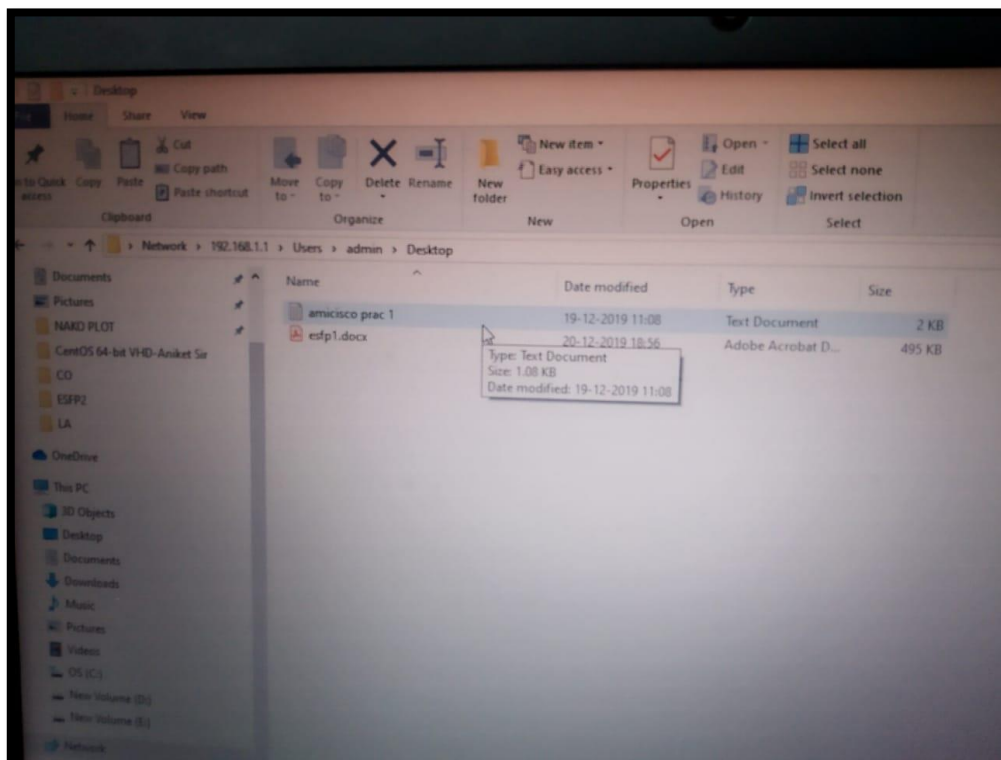 Desktop
File Home Share View
Cut
Copy path
Paste shortcut
Pin to Quick access
Copy
Paste
Clipboard
Move to
Copy to
Delete
Rename
Organize
New folder
New item
Easy access
New
Properties
Open
Edit
History
Open
Select all
Select none
Invert selection
Select
Network > 192.168.1.1 > Users > admin > Desktop
Name Date modified Type Size
amicisco prac 1 19-12-2019 11:08 Text Document 2 KB
esfp1.docx 20-12-2019 18:56 Adobe Acrobat D... 495 KB
Type: Text Document
Size: 1.08 KB
Date modified: 19-12-2019 11:08
Documents
Pictures
NAKD PLOT
CentOS 64-bit VHD-Aniket Sir
CO
ESFP2
LA
OneDrive
This PC
3D Objects
Desktop
Documents
Downloads
Music
Pictures
Videos
OS (C:)
New Volume (D:)
New Volume (E:)
Network